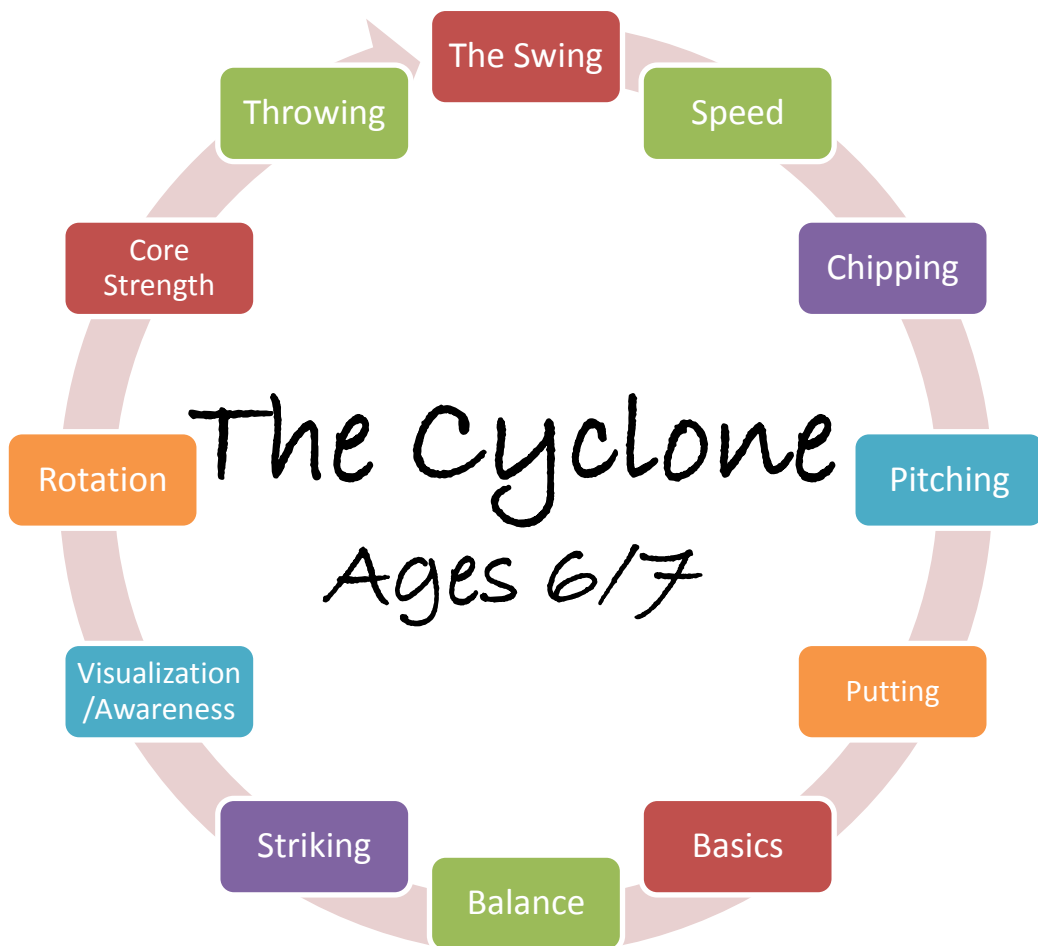 The Swing
Speed
Chipping
Pitching
Putting
Basics
Balance
Striking
Visualization
/Awareness
Rotation
Core
Strength
Throwing
The Cyclone
Ages 6/7